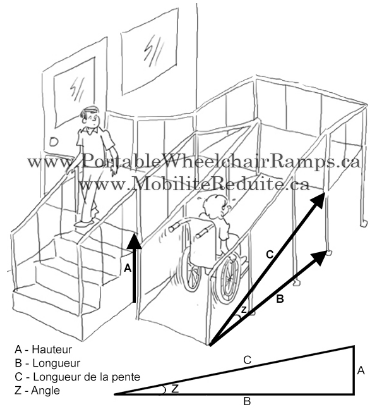 www.PortableWheelchairRamps.ca
www.MobiliteReduite.ca
A
C
Z
B
A - Hauteur
B - Longueur
C - Longueur de la pente
Z - Angle
C
Z
A
B